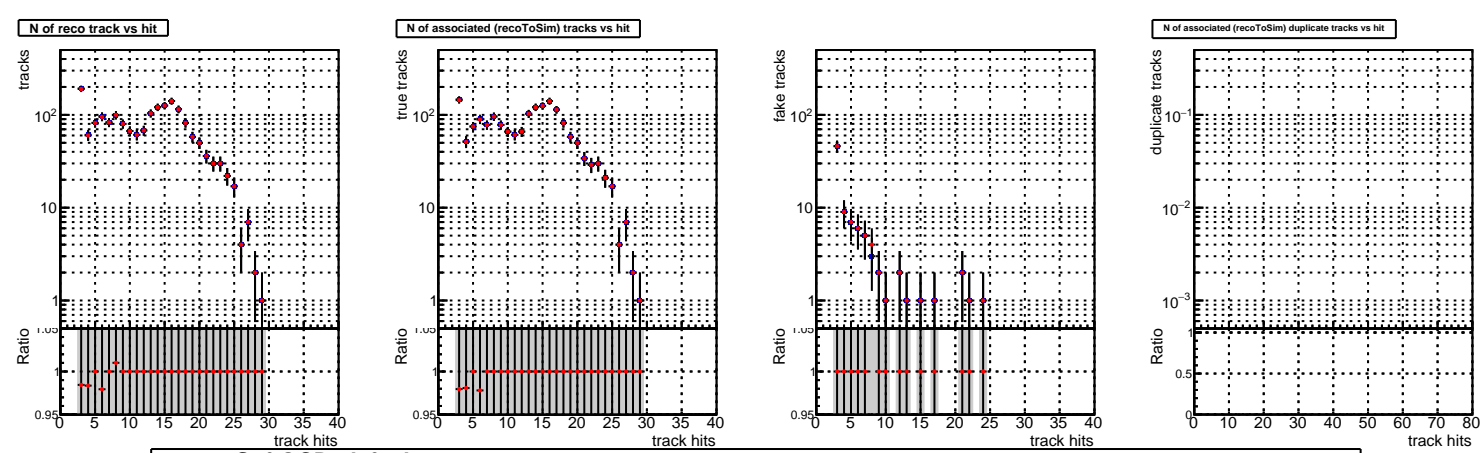 N of reco track vs hit
tracks
10²
10
1
1.05
Ratio
1
0.95
0 5 10 15 20 25 30 35 40
track hits
N of associated (recoToSim) tracks vs hit
true tracks
10²
10
1
1.05
Ratio
1
0.95
0 5 10 15 20 25 30 35 40
track hits
fake tracks
10²
10
1
1.05
Ratio
1
0.95
0 5 10 15 20 25 30 35 40
track hits
N of associated (recoToSim) duplicate tracks vs hit
duplicate tracks
10⁻¹
10⁻²
10⁻³
Ratio
1
0.5
0
0 10 20 30 40 50 60 70 80
track hits